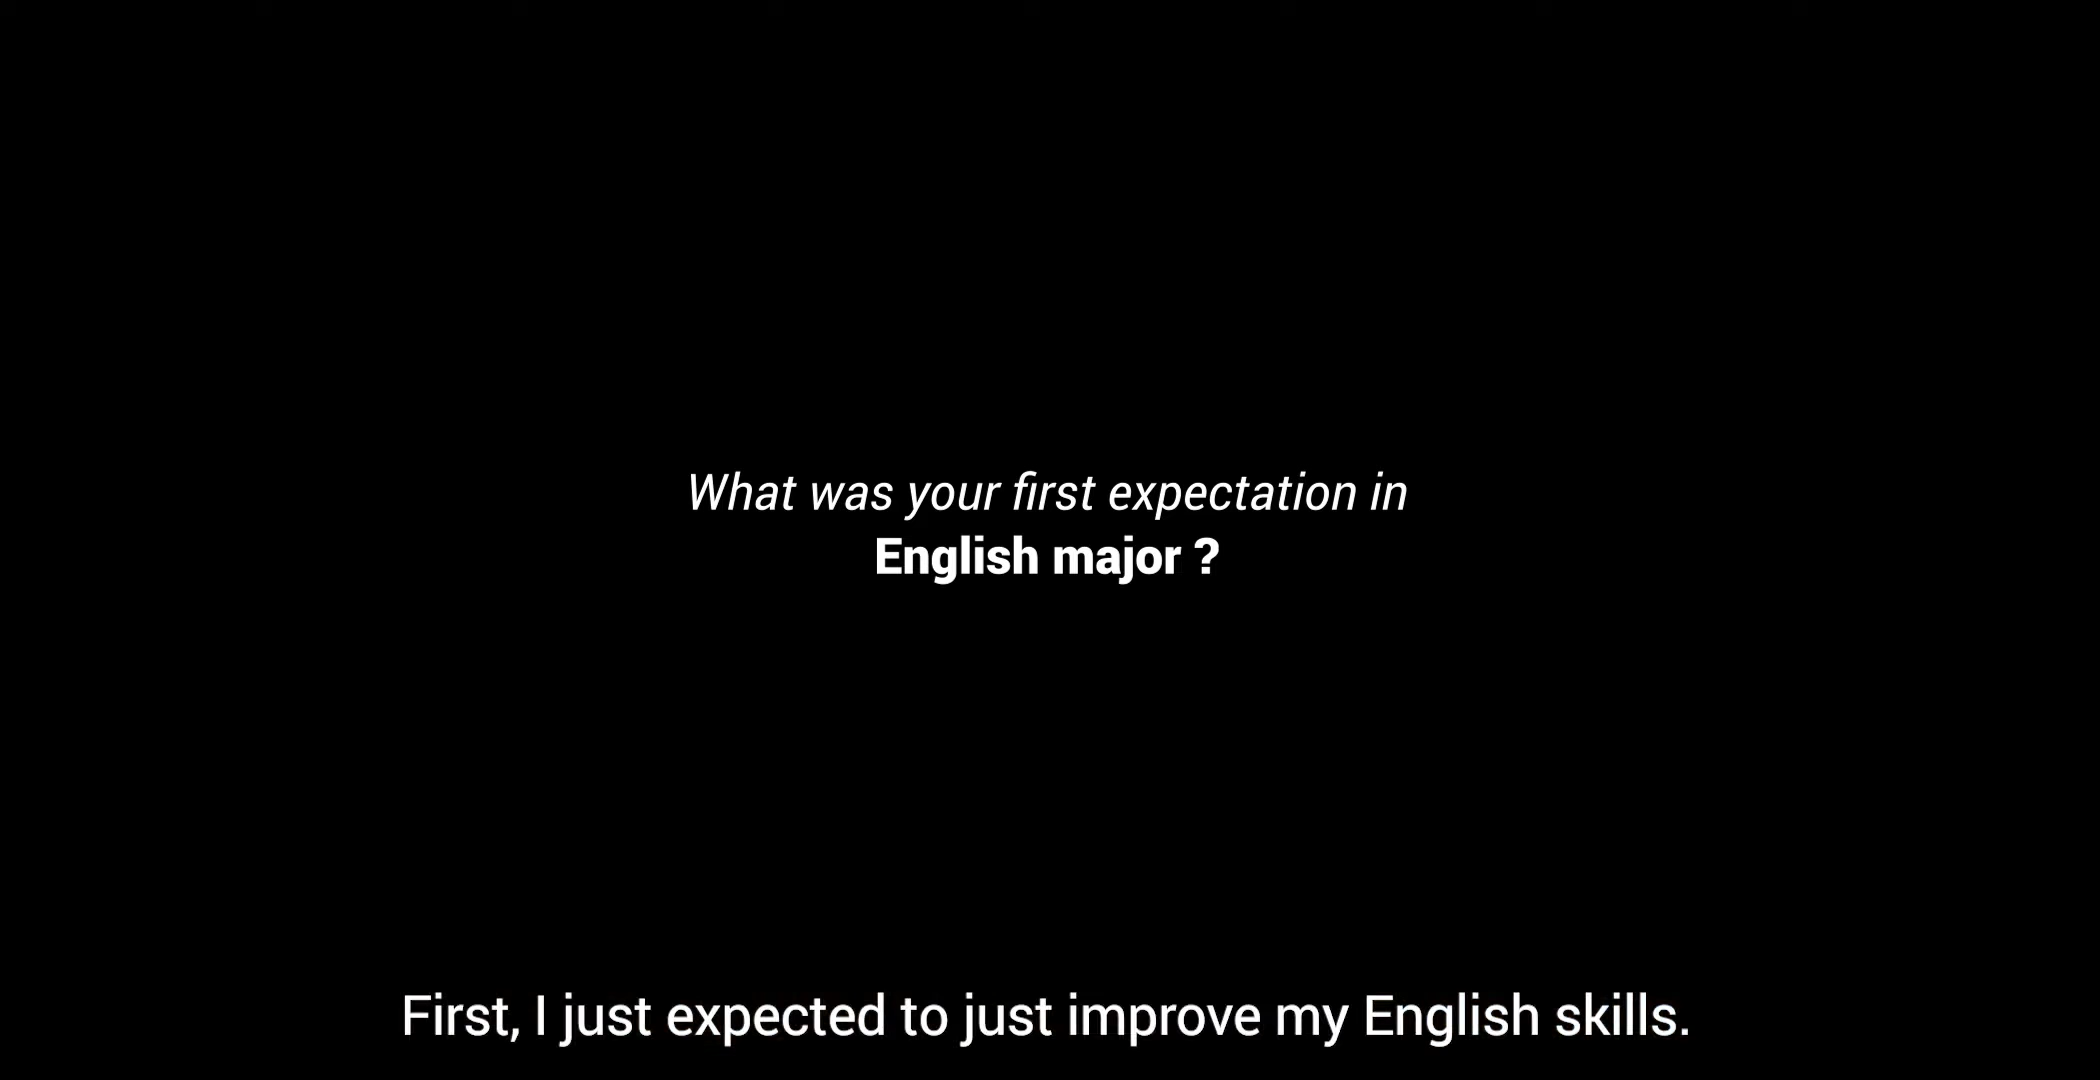 What was your first expectation in
English major ?
First, I just expected to just improve my English skills.